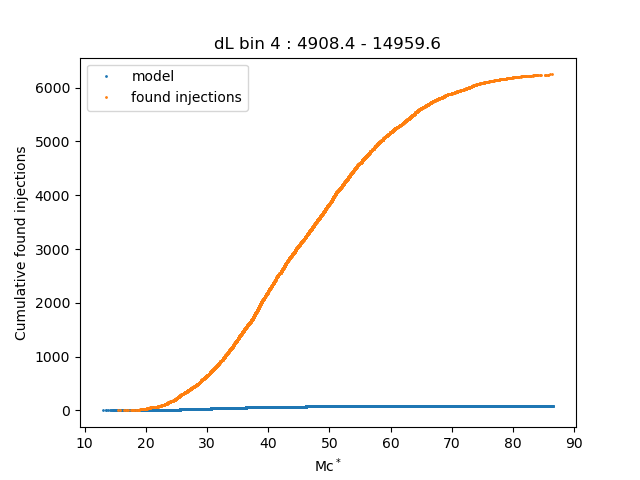 dL bin 4 : 4908.4 - 14959.6
model
found injections
Cumulative found injections
6000
5000
4000
3000
2000
1000
0
10 20 30 40 50 60 70 80 90
Mc*